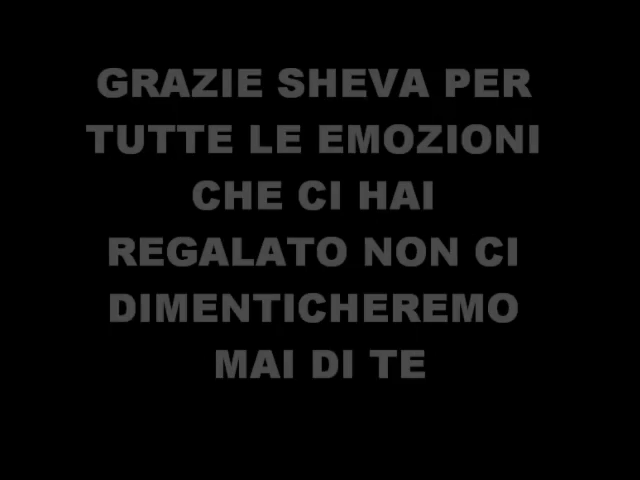 GRAZIE SHEVA PER
TUTTE LE EMOZIONI
CHE CI HAI
REGALATO NON CI
DIMENTICHEREMO
MAI DI TE